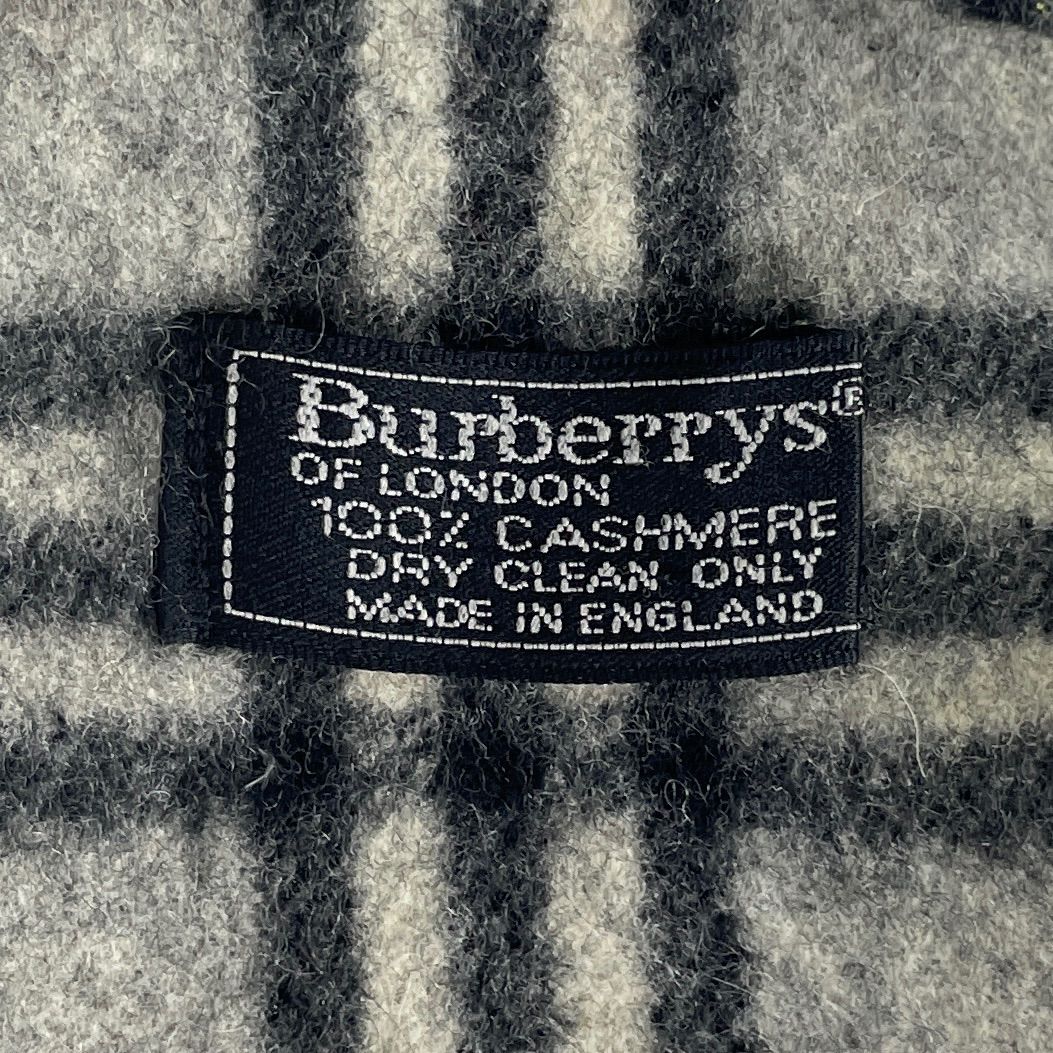 Burberrys®
OF LONDON
100% CASHMERE
DRY CLEAN ONLY
MADE IN ENGLAND